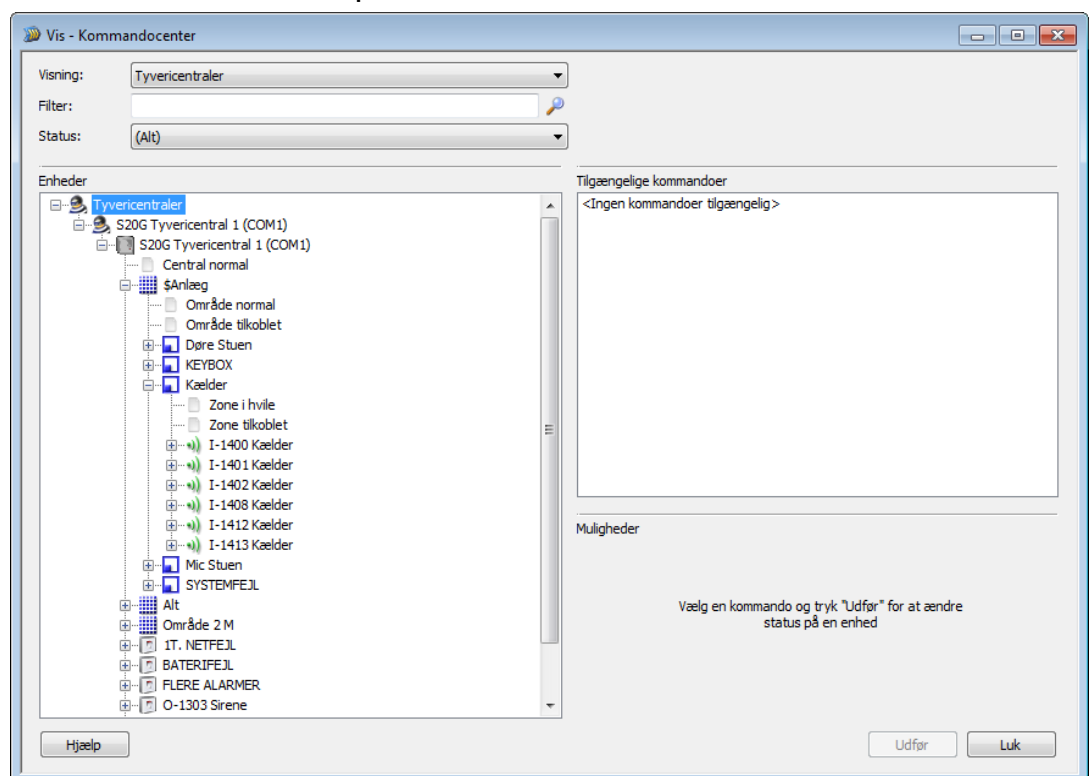 Vis - Kommandocenter
Visning: Tyvericentraler
Filter:
Status: (Alt)
Enheder
Tyvericentraler
S20G Tyvericentral 1 (COM1)
S20G Tyvericentral 1 (COM1)
Central normal
$Anlæg
Område normal
Område tilkoblet
Døre Stuen
KEYBOX
Kælder
Zone i hvile
Zone tilkoblet
I-1400 Kælder
I-1401 Kælder
I-1402 Kælder
I-1408 Kælder
I-1412 Kælder
I-1413 Kælder
Mic Stuen
SYSTEMFEJL
Alt
Område 2 M
1T. NETFEJL
BATERIFEJL
FLERE ALARMER
O-1303 Sirene
Tilgængelige kommandoer
<Ingen kommandoer tilgængelig>
Muligheder
Vælg en kommando og tryk "Udfør" for at ændre
status på en enhed
Hjælp
Udfør
Luk